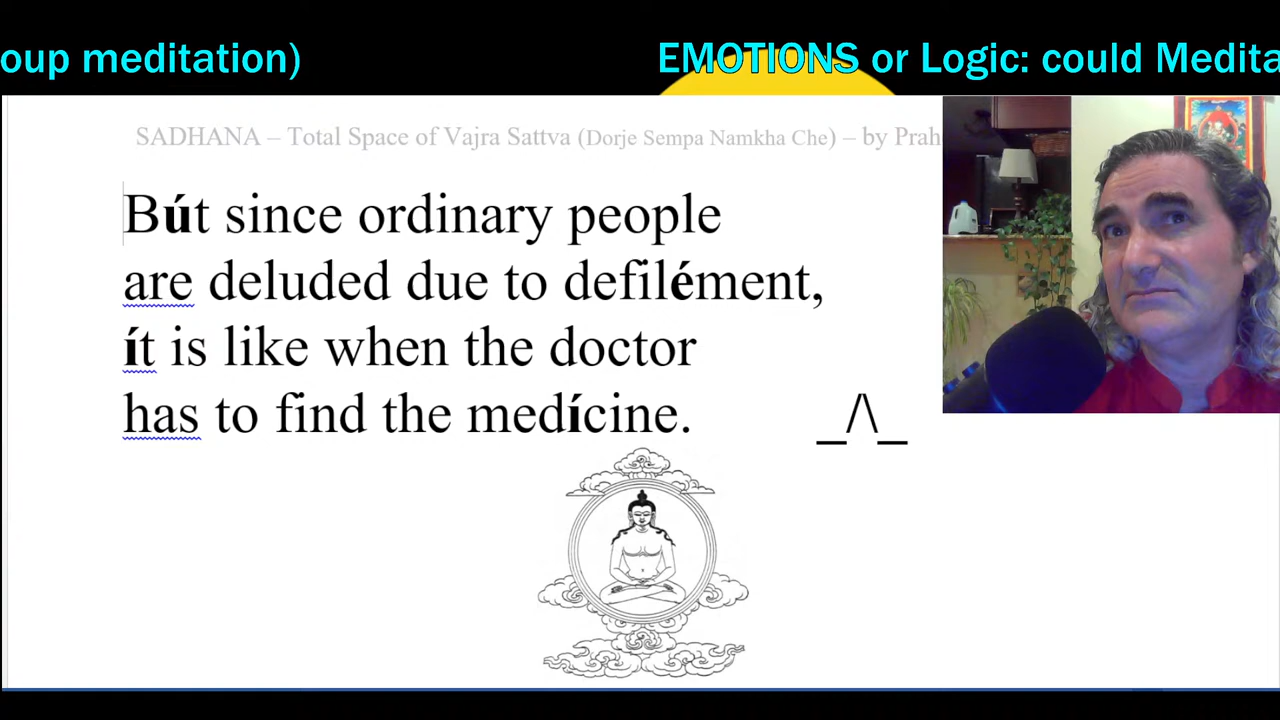 oup meditation) EMOTIONS or Logic: could Medita
SADHANA – Total Space of Vajra Sattva (Dorje Sempa Namkha Che) – by Prah
Bút since ordinary people
are deluded due to defilément,
ít is like when the doctor
has to find the medícine. _/\_